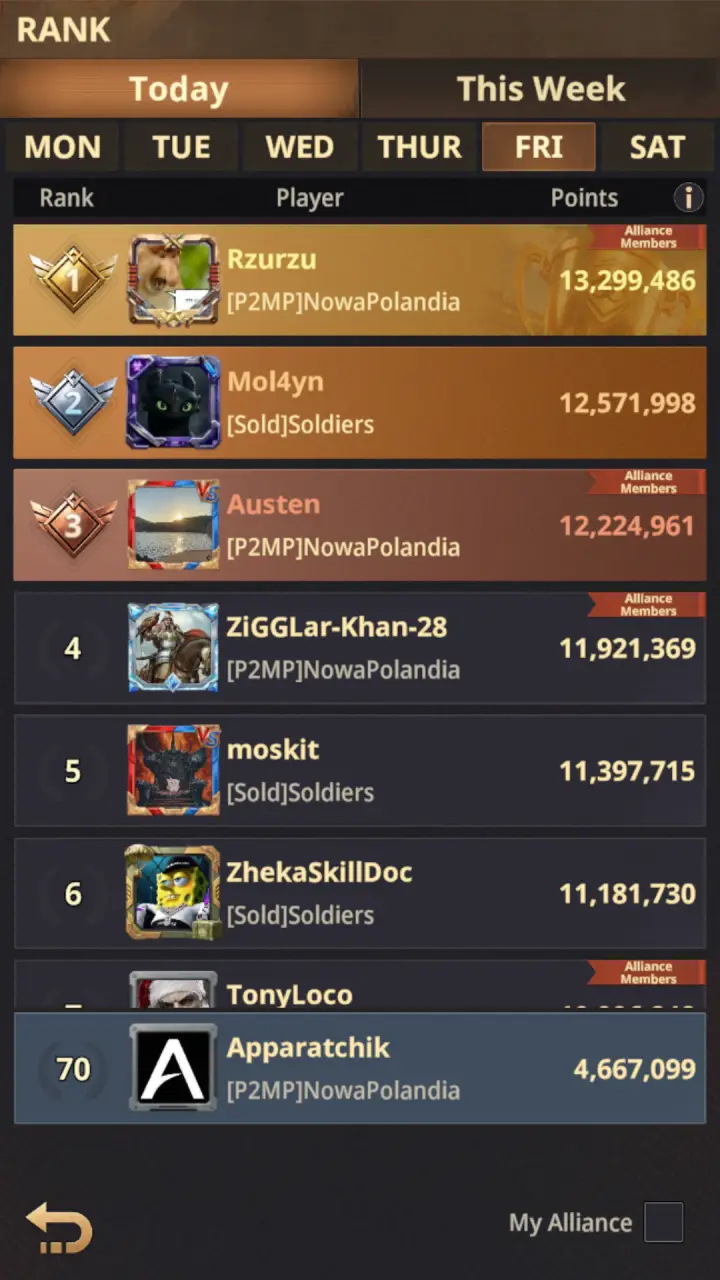 RANK
Today
This Week
MON
TUE
WED
THUR
FRI
SAT
Rank
Player
Points
Alliance
Members
1
Rzurzu
[P2MP]NowaPolandia
13,299,486
2
Mol4yn
[Sold]Soldiers
12,571,998
Alliance
Members
3
Austen
[P2MP]NowaPolandia
12,224,961
Alliance
Members
4
ZiGGLar-Khan-28
[P2MP]NowaPolandia
11,921,369
5
moskit
[Sold]Soldiers
11,397,715
6
ZhekaSkillDoc
[Sold]Soldiers
11,181,730
Alliance
Members
TonyLoco
70
Apparatchik
[P2MP]NowaPolandia
4,667,099
My Alliance